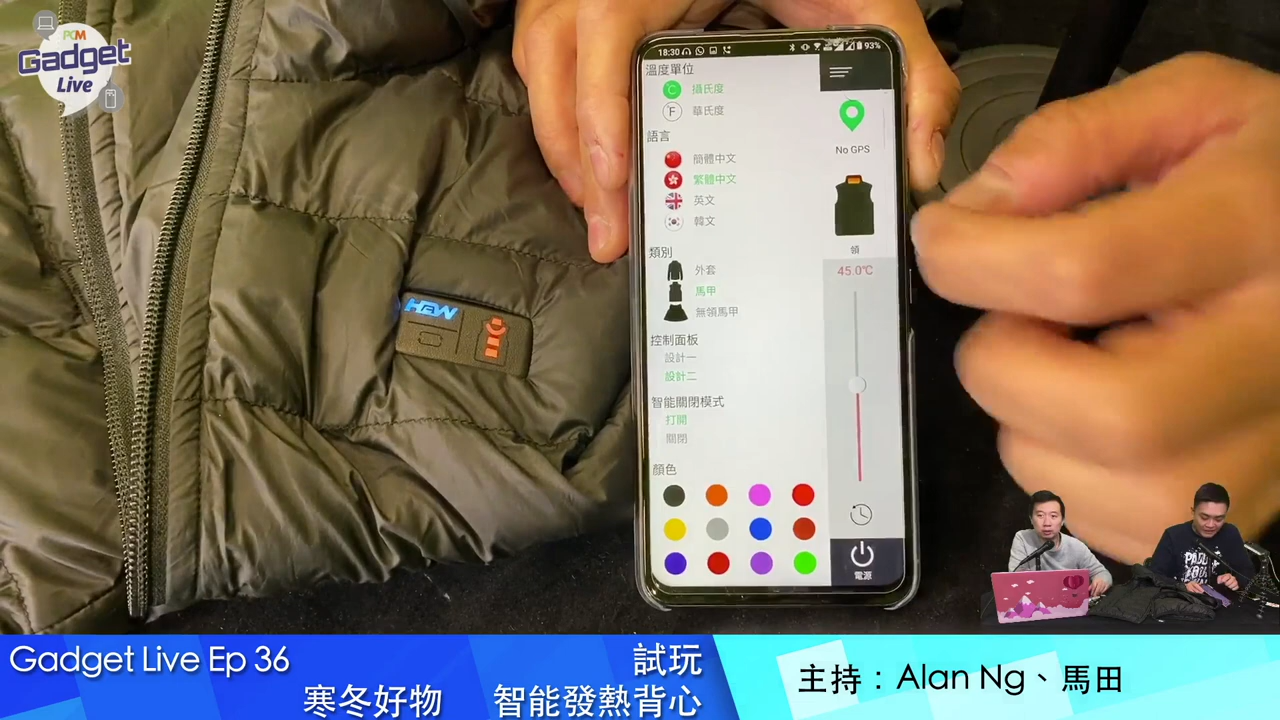 PCM
Gadget
Live
18:30
93%
溫度單位
C 攝氏度
F 華氏度
語言
簡體中文
繁體中文
英文
韓文
類別
外套
馬甲
無領馬甲
控制面板
設計一
設計二
智能關閉模式
打開
關閉
顏色
No GPS
領
45.0℃
電源
Gadget Live Ep 36
寒冬好物
試玩
智能發熱背心
主持：Alan Ng、馬田